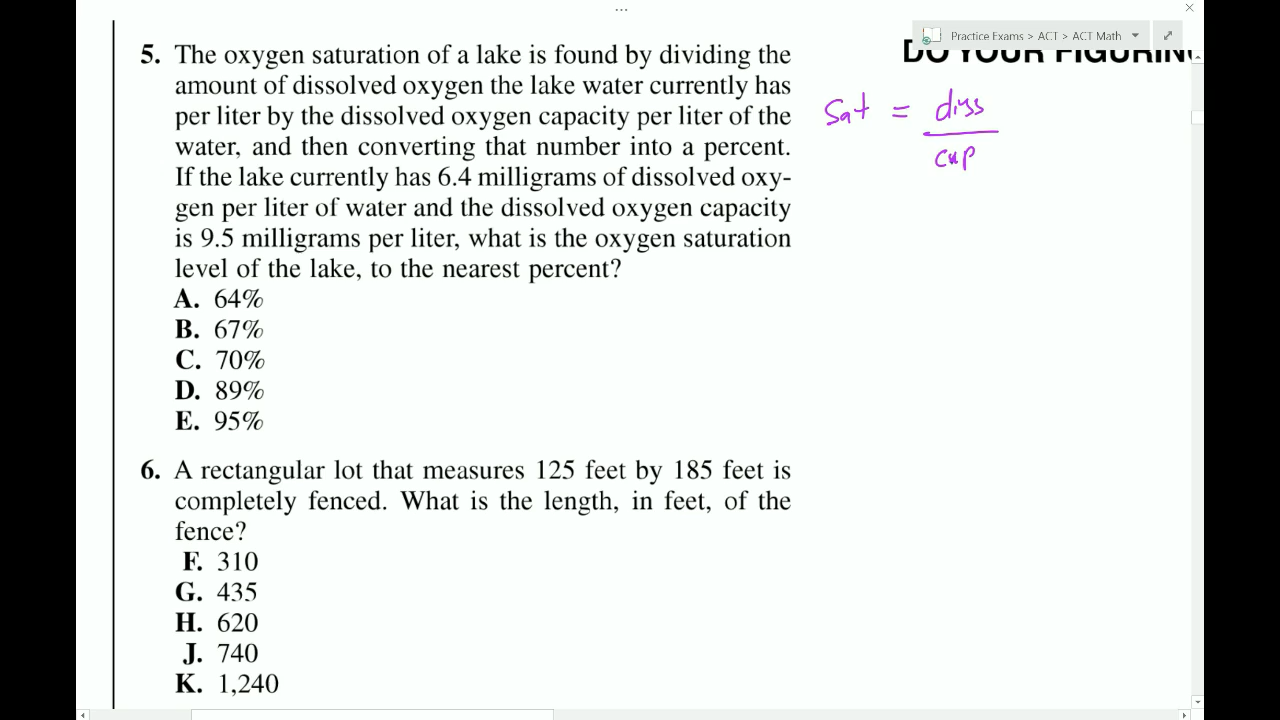 ...
Practice Exams > ACT > ACT Math
DO YOUR FIGURIN
5. The oxygen saturation of a lake is found by dividing the
amount of dissolved oxygen the lake water currently has
per liter by the dissolved oxygen capacity per liter of the
water, and then converting that number into a percent.
If the lake currently has 6.4 milligrams of dissolved oxy-
gen per liter of water and the dissolved oxygen capacity
is 9.5 milligrams per liter, what is the oxygen saturation
level of the lake, to the nearest percent?
A. 64%
B. 67%
C. 70%
D. 89%
E. 95%
Sat = diss
cap
6. A rectangular lot that measures 125 feet by 185 feet is
completely fenced. What is the length, in feet, of the
fence?
F. 310
G. 435
H. 620
J. 740
K. 1,240